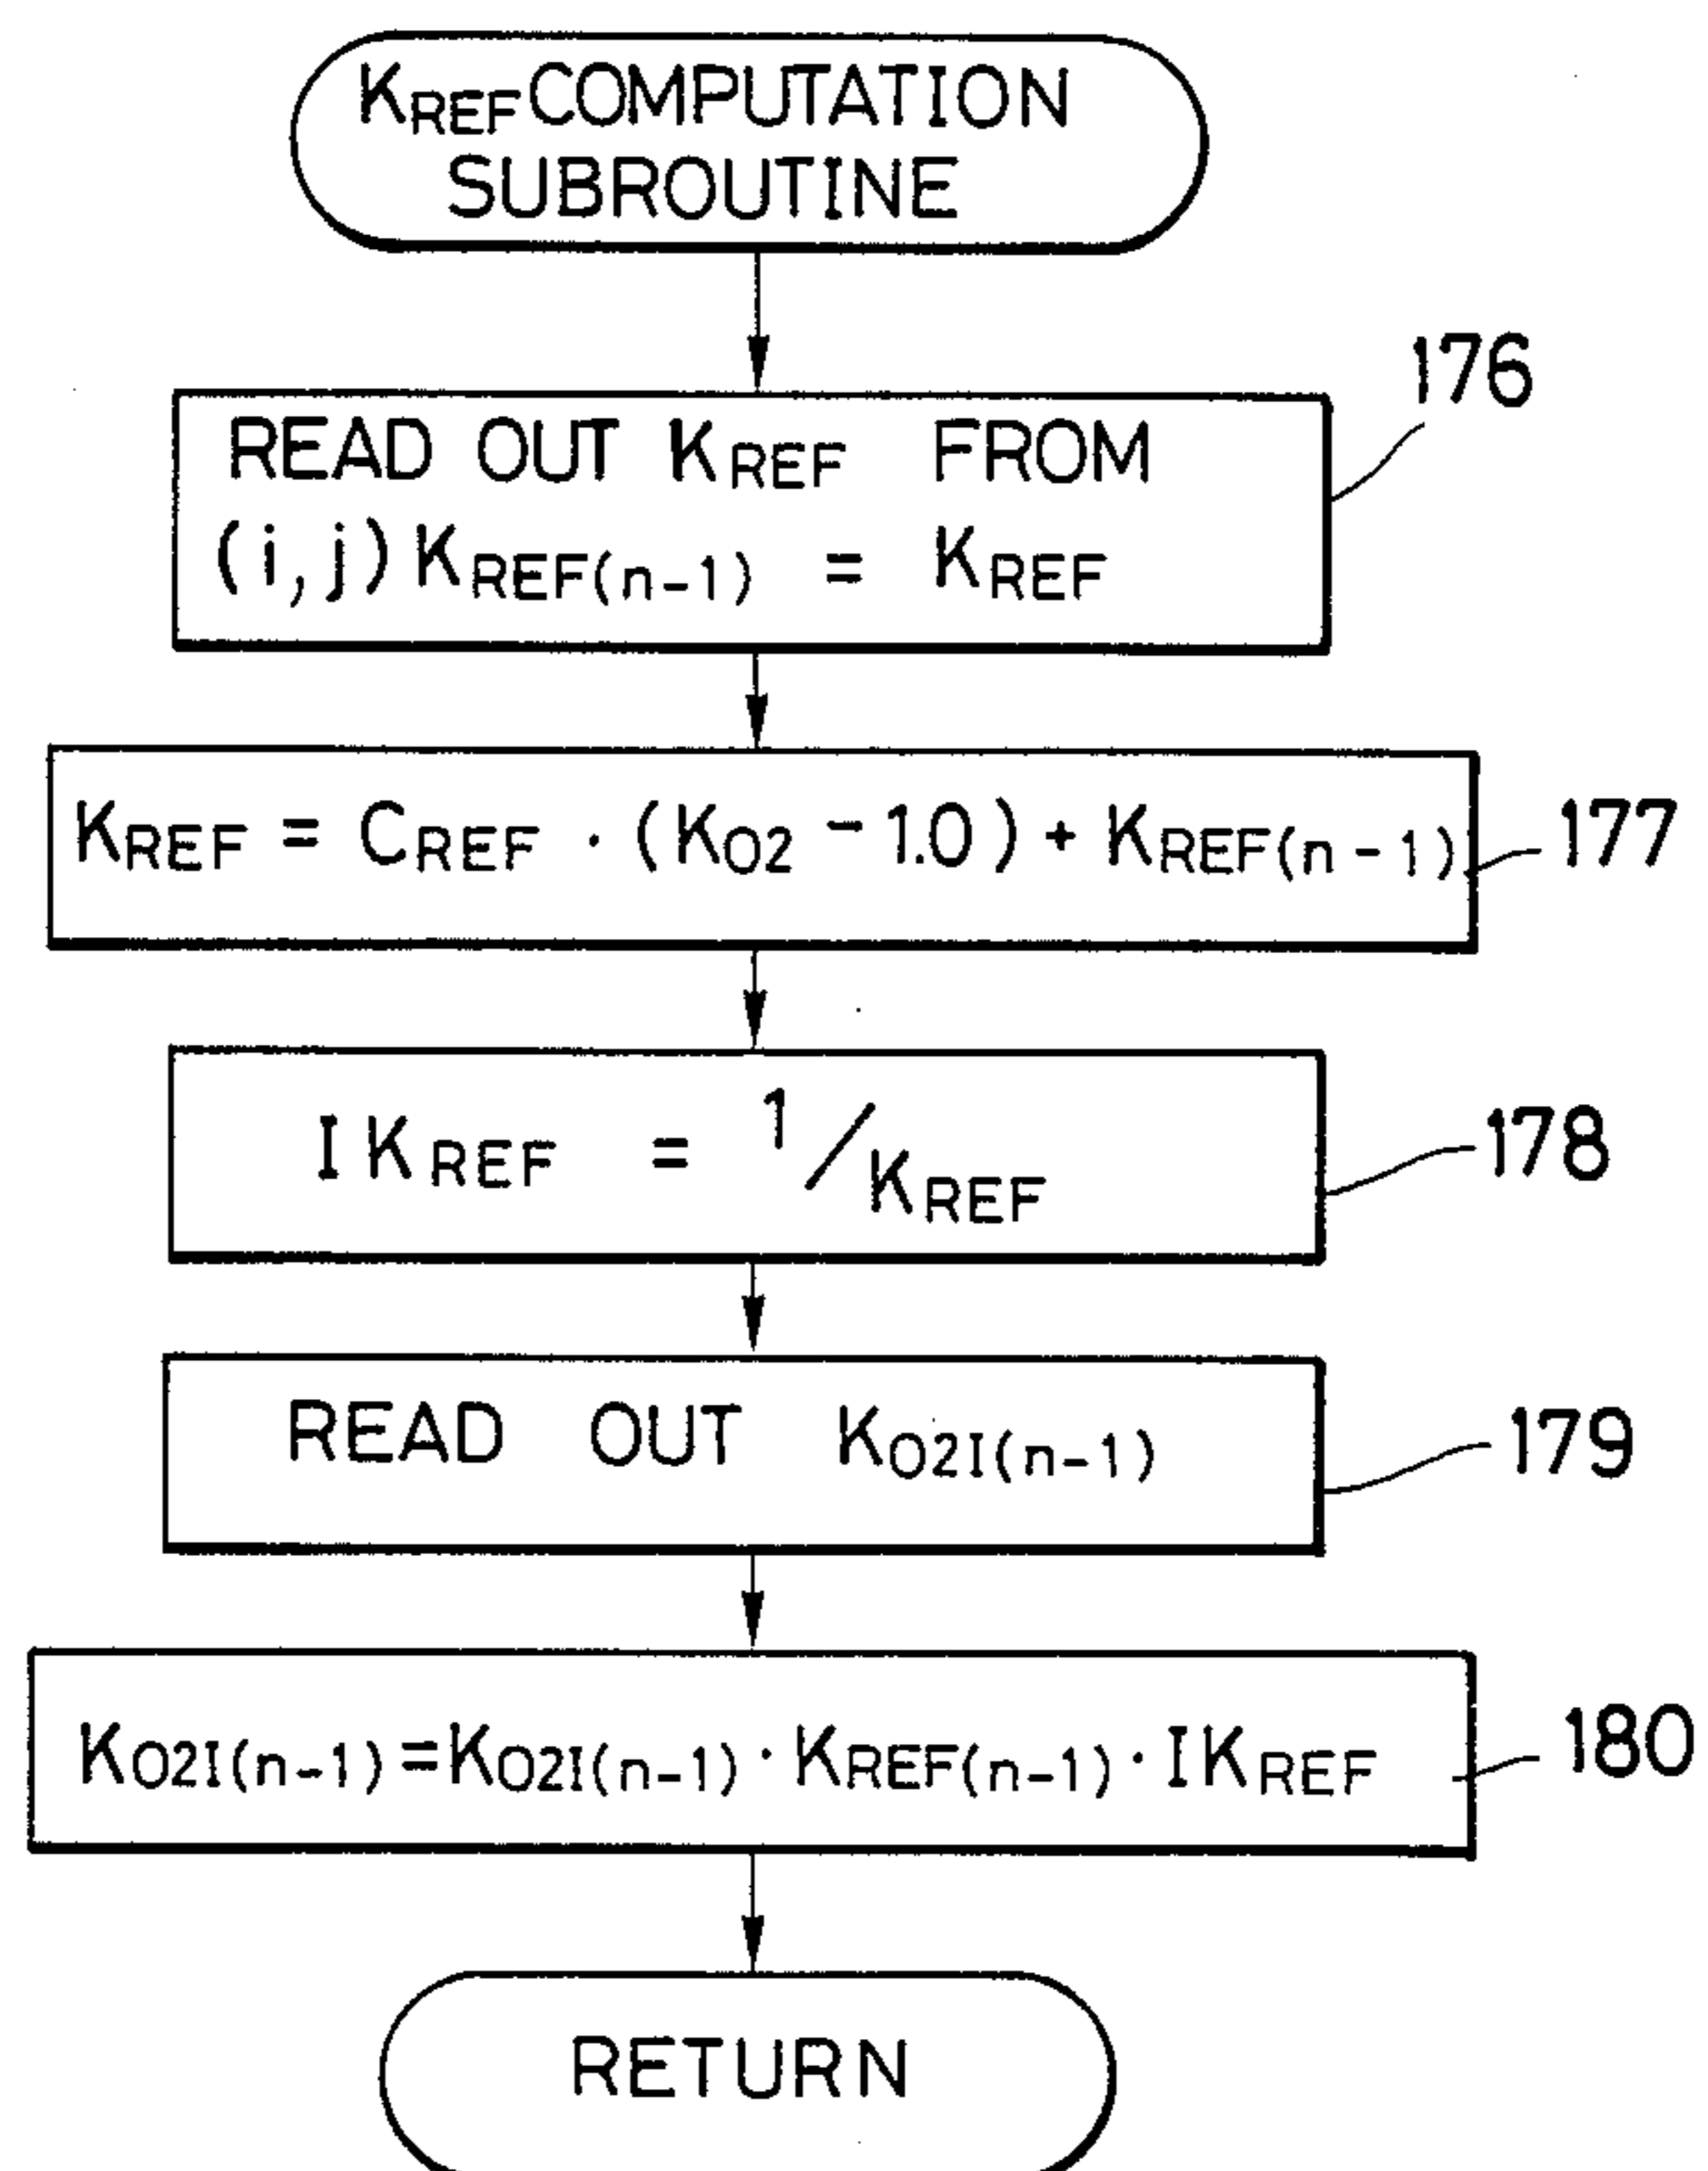 KREF COMPUTATION
SUBROUTINE
176
READ OUT KREF FROM
(i,j) KREF(n-1) = KREF
KREF = CREF · (KO2 - 1.0) + KREF(n-1)
177
IKREF = 1/KREF
178
READ OUT KO2I(n-1)
179
KO2I(n-1) = KO2I(n-1) · KREF(n-1) · IKREF
180
RETURN